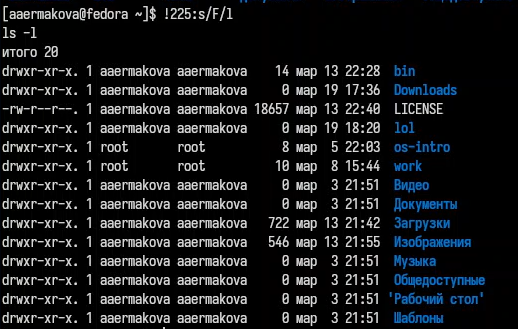 [aaermakova@fedora ~]$ !225:s/F/l
ls -l
итого 20
drwxr-xr-x. 1 aaermakova aaermakova    14 мар 13 22:28  bin
drwxr-xr-x. 1 aaermakova aaermakova     0 мар 19 17:36  Downloads
-rw-r--r--. 1 aaermakova aaermakova 18657 мар 13 22:40  LICENSE
drwxr-xr-x. 1 aaermakova aaermakova     0 мар 19 18:20  lol
drwxr-xr-x. 1 root       root           8 мар  5 22:03  os-intro
drwxr-xr-x. 1 root       root          10 мар  8 15:44  work
drwxr-xr-x. 1 aaermakova aaermakova     0 мар  3 21:51  Видео
drwxr-xr-x. 1 aaermakova aaermakova     0 мар  3 21:51  Документы
drwxr-xr-x. 1 aaermakova aaermakova   722 мар 13 21:42  Загрузки
drwxr-xr-x. 1 aaermakova aaermakova   546 мар 13 21:55  Изображения
drwxr-xr-x. 1 aaermakova aaermakova     0 мар  3 21:51  Музыка
drwxr-xr-x. 1 aaermakova aaermakova     0 мар  3 21:51  Общедоступные
drwxr-xr-x. 1 aaermakova aaermakova     0 мар  3 21:51 'Рабочий стол'
drwxr-xr-x. 1 aaermakova aaermakova     0 мар  3 21:51  Шаблоны